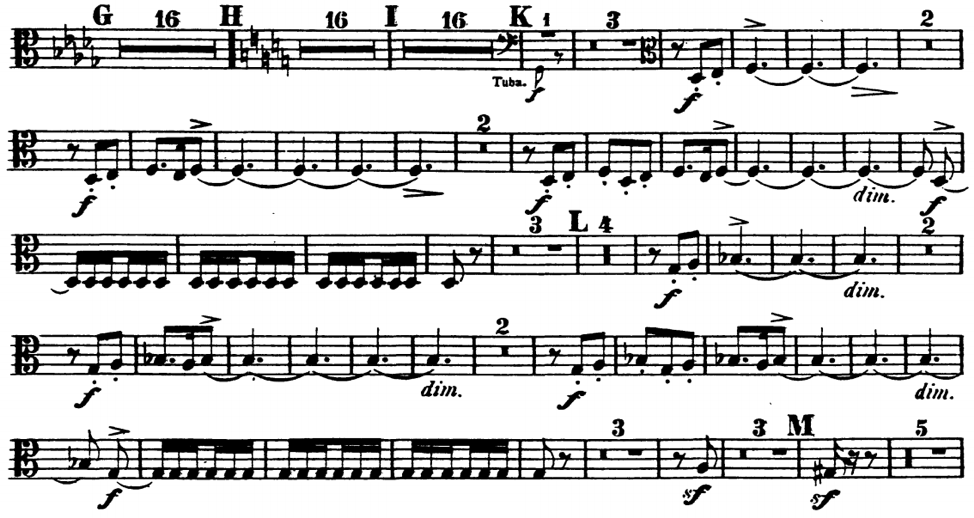 G 16 H 16 I 16 K 1 3 2
Tuba. f f
2 2
f f dim. f
3 L 4 2
f dim.
2
f dim. f dim.
3 3 M 5
f sf sf